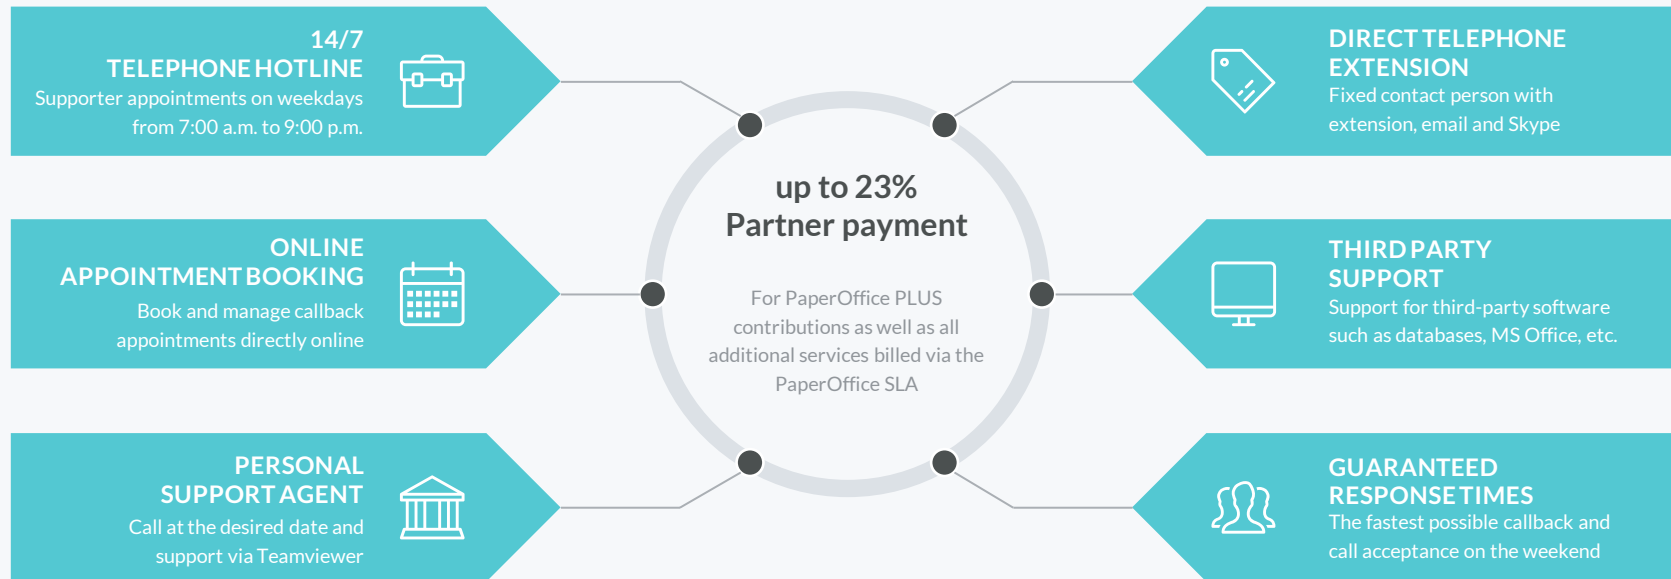 14/7
TELEPHONE HOTLINE
Supporter appointments on weekdays
from 7:00 a.m. to 9:00 p.m.
ONLINE
APPOINTMENT BOOKING
Book and manage callback
appointments directly online
PERSONAL
SUPPORT AGENT
Call at the desired date and
support via Teamviewer
up to 23%
Partner payment
For PaperOffice PLUS
contributions as well as all
additional services billed via the
PaperOffice SLA
DIRECT TELEPHONE
EXTENSION
Fixed contact person with
extension, email and Skype
THIRD PARTY
SUPPORT
Support for third-party software
such as databases, MS Office, etc.
GUARANTEED
RESPONSE TIMES
The fastest possible callback and
call acceptance on the weekend